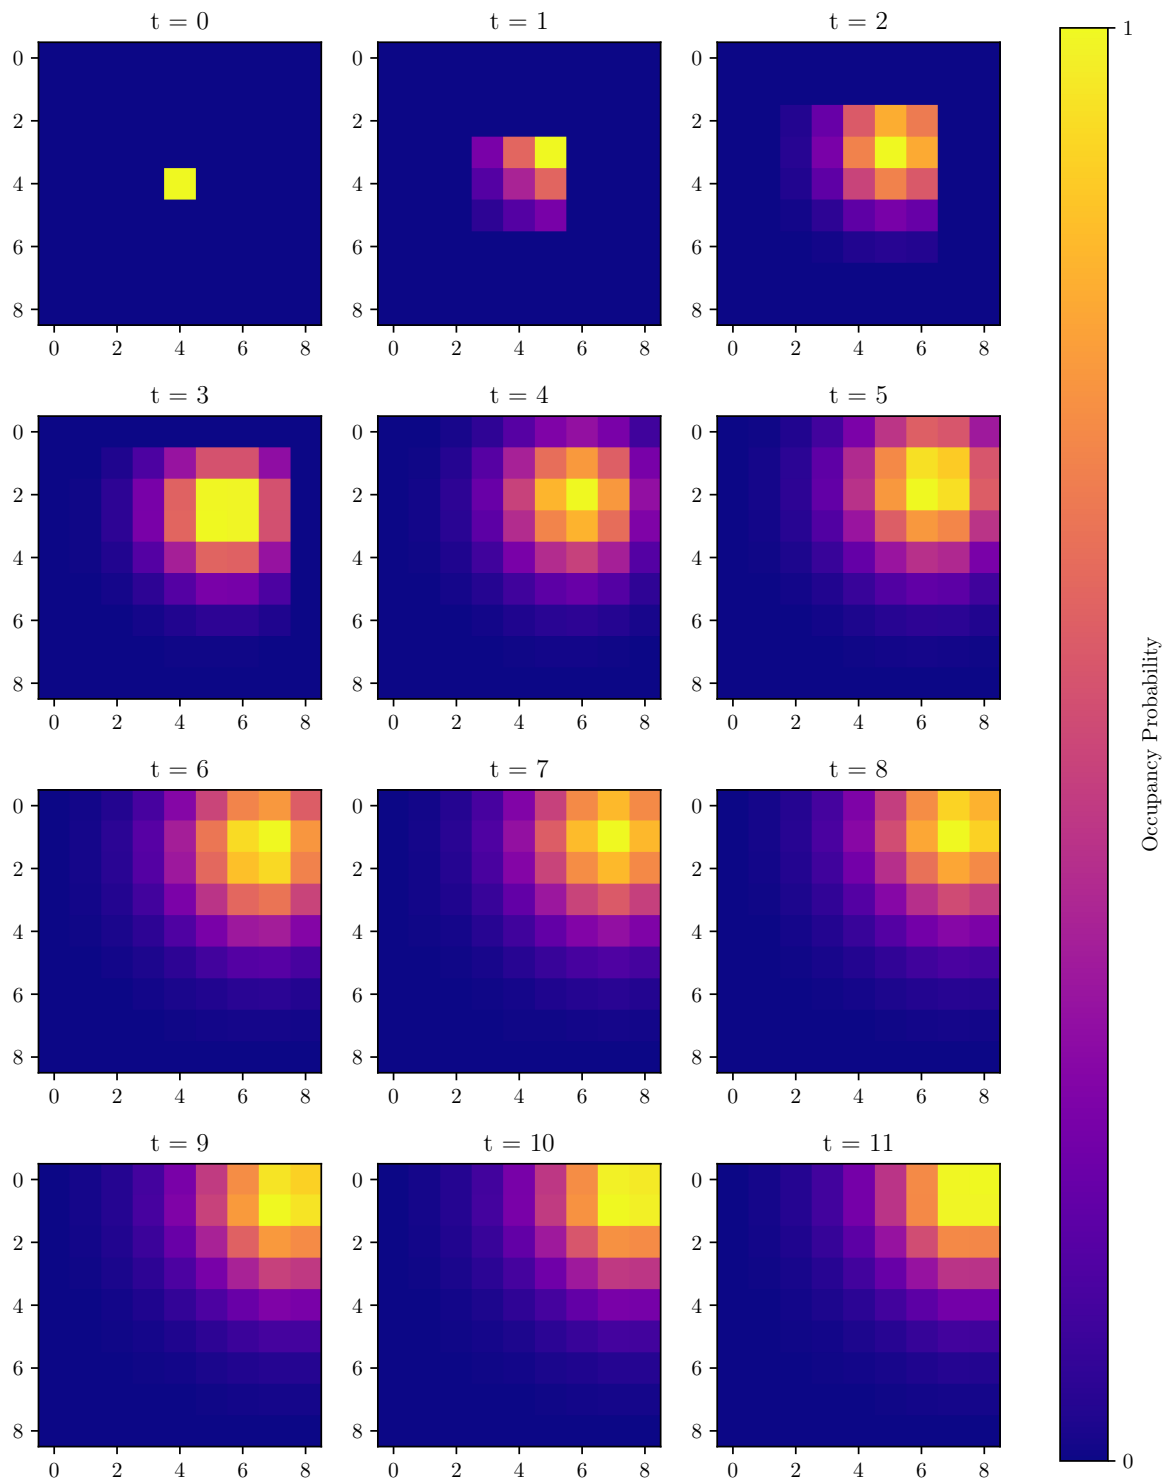 t = 0 t = 1 t = 2
0 0 0 1
2 2 2
4 4 4
6 6 6
8 8 8
0 2 4 6 8 0 2 4 6 8 0 2 4 6 8
t = 3 t = 4 t = 5
0 0 0
2 2 2
4 4 4
6 6 6
8 8 8
0 2 4 6 8 0 2 4 6 8 0 2 4 6 8
Occupancy Probability
t = 6 t = 7 t = 8
0 0 0
2 2 2
4 4 4
6 6 6
8 8 8
0 2 4 6 8 0 2 4 6 8 0 2 4 6 8
t = 9 t = 10 t = 11
0 0 0
2 2 2
4 4 4
6 6 6
8 8 8 0
0 2 4 6 8 0 2 4 6 8 0 2 4 6 8